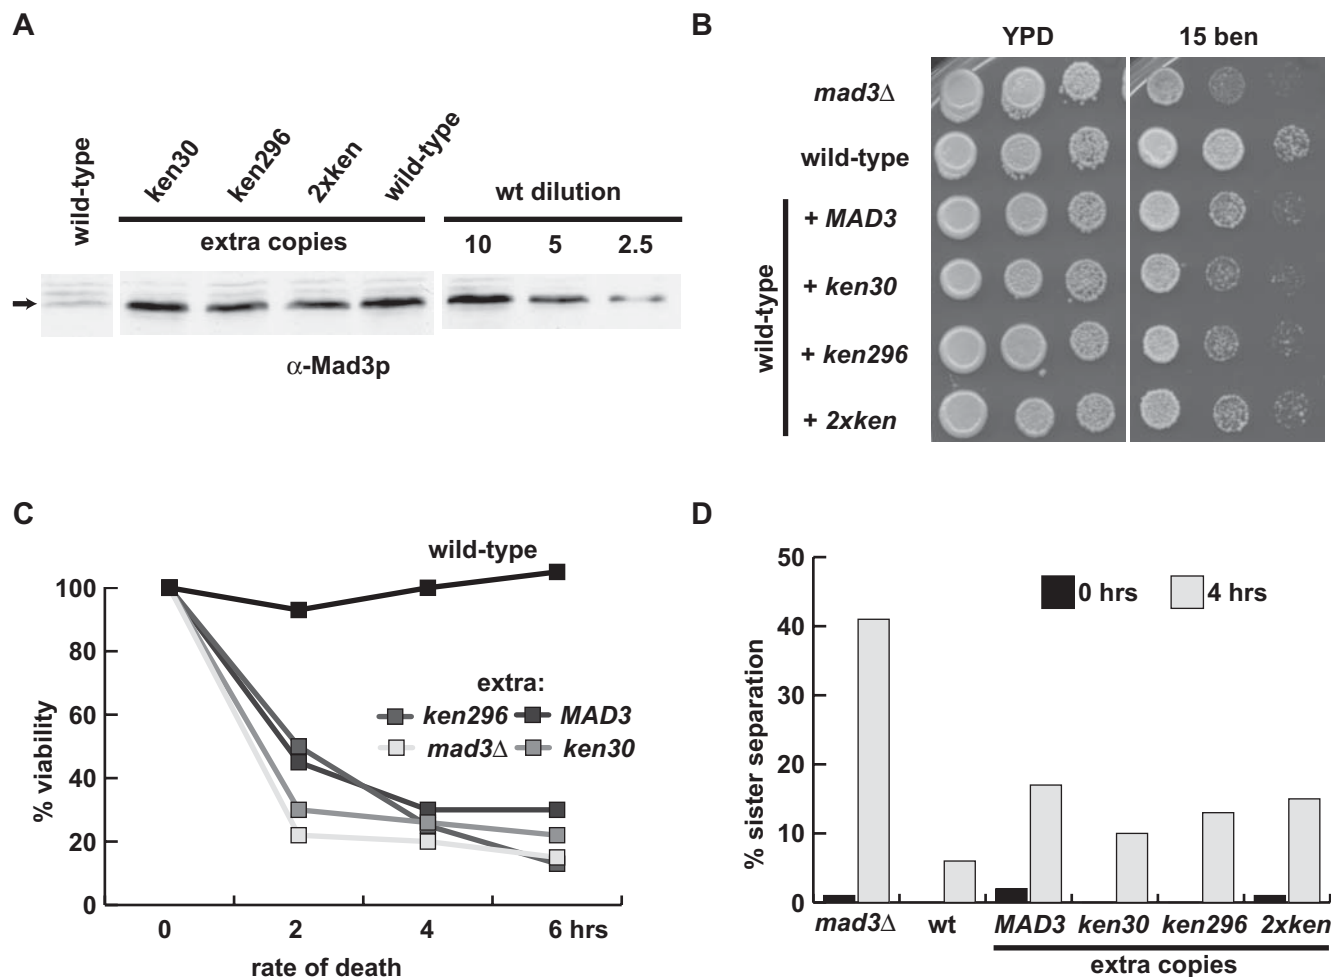 A
wild-type
ken30
ken296
2xken
wild-type
extra copies
wt dilution
10 5 2.5
α-Mad3p
B
YPD 15 ben
mad3Δ
wild-type
wild-type
+ MAD3
+ ken30
+ ken296
+ 2xken
C
% viability
100
80
60
40
20
0
wild-type
extra:
ken296 MAD3
mad3Δ ken30
0 2 4 6 hrs
rate of death
D
% sister separation
50
40
30
20
10
0
0 hrs 4 hrs
mad3Δ wt MAD3 ken30 ken296 2xken
extra copies